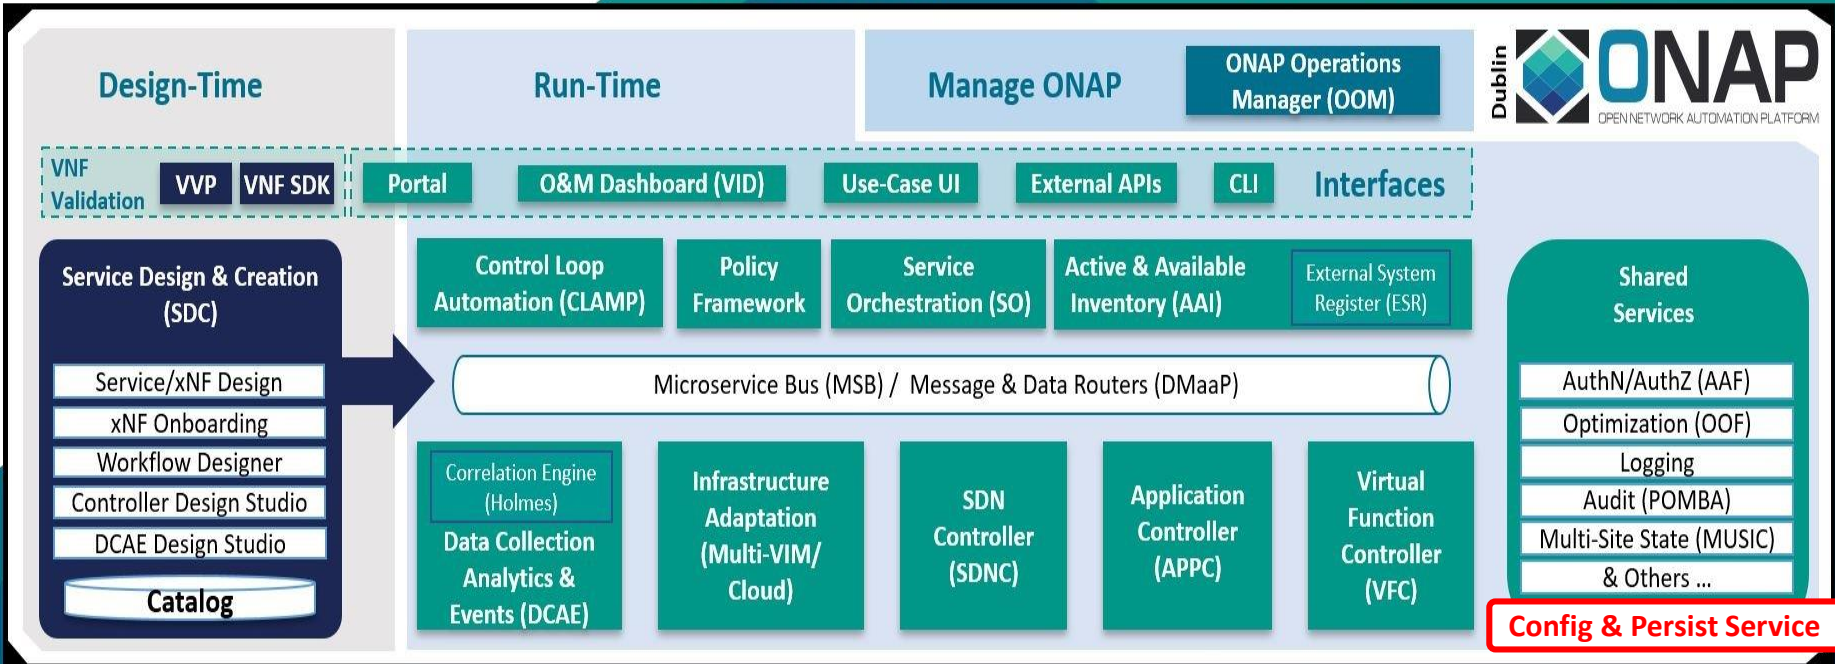 Design-Time
Run-Time
Manage ONAP
ONAP Operations
Manager (OOM)
Dublin
ONAP
OPEN NETWORK AUTOMATION PLATFORM
VNF
Validation
VVP
VNF SDK
Portal
O&M Dashboard (VID)
Use-Case UI
External APIs
CLI
Interfaces
Service Design & Creation
(SDC)
Service/xNF Design
xNF Onboarding
Workflow Designer
Controller Design Studio
DCAE Design Studio
Catalog
Control Loop
Automation (CLAMP)
Policy
Framework
Service
Orchestration (SO)
Active & Available
Inventory (AAI)
External System
Register (ESR)
Microservice Bus (MSB) / Message & Data Routers (DMaaP)
Correlation Engine
(Holmes)
Data Collection
Analytics &
Events (DCAE)
Infrastructure
Adaptation
(Multi-VIM/
Cloud)
SDN
Controller
(SDNC)
Application
Controller
(APPC)
Virtual
Function
Controller
(VFC)
Shared
Services
AuthN/AuthZ (AAF)
Optimization (OOF)
Logging
Audit (POMBA)
Multi-Site State (MUSIC)
& Others ...
Config & Persist Service